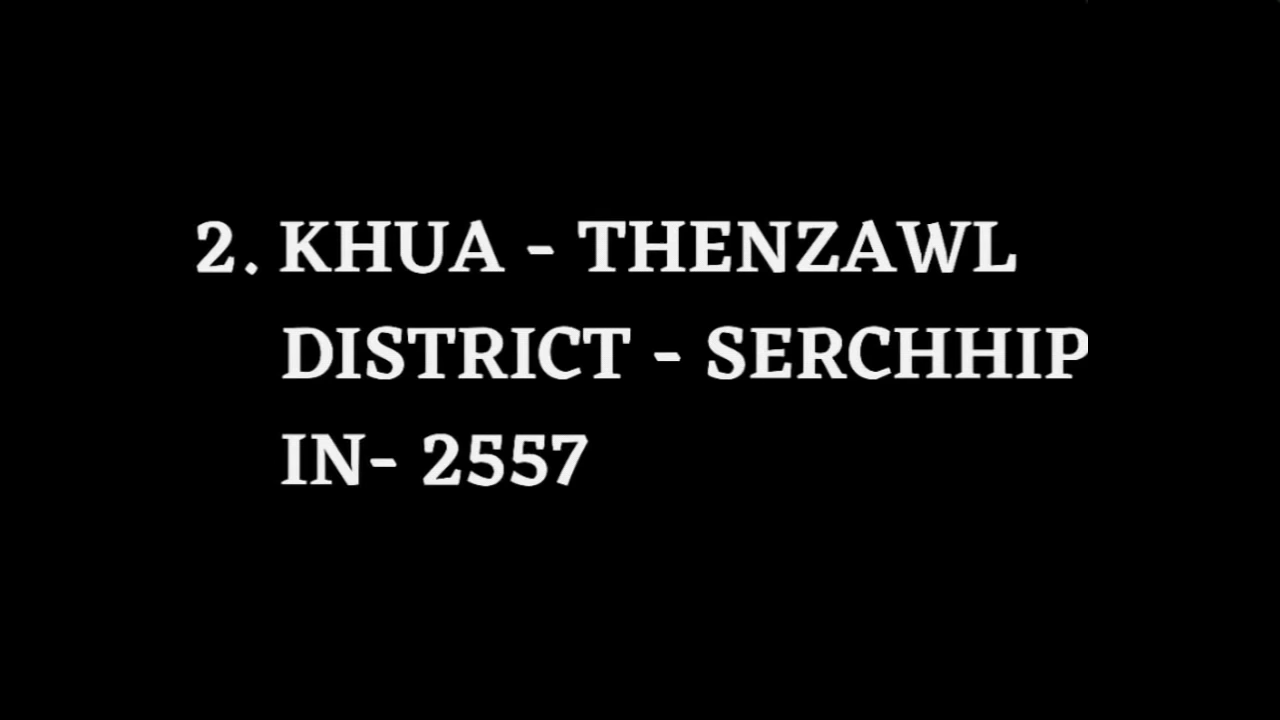 2. KHUA - THENZAWL
DISTRICT - SERCHHIP
IN- 2557